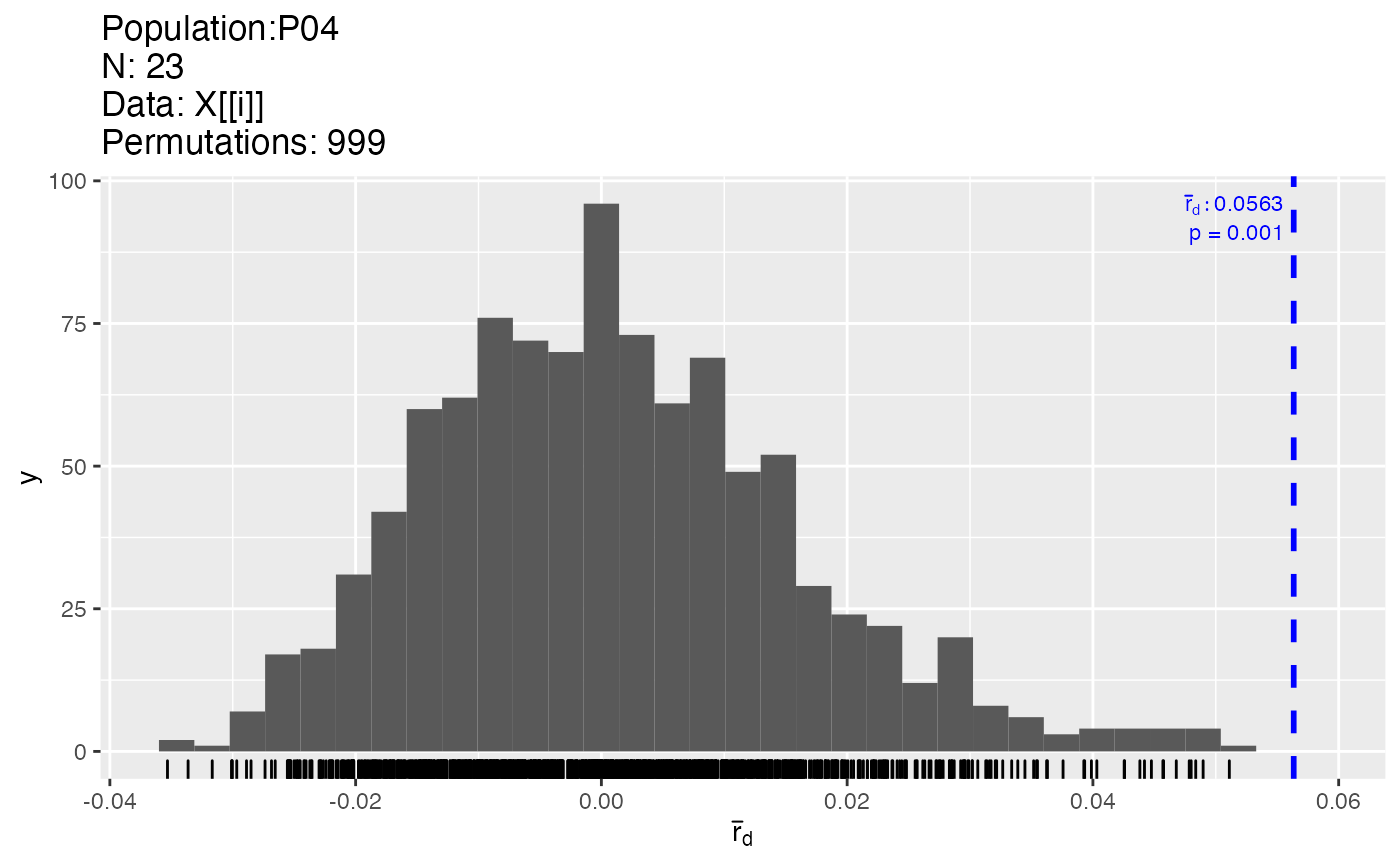 Population:P04
N: 23
Data: X[[i]]
Permutations: 999
100
75
50
25
0
y
r̄d : 0.0563
p = 0.001
-0.04 -0.02 0.00 0.02 0.04 0.06
r̄d